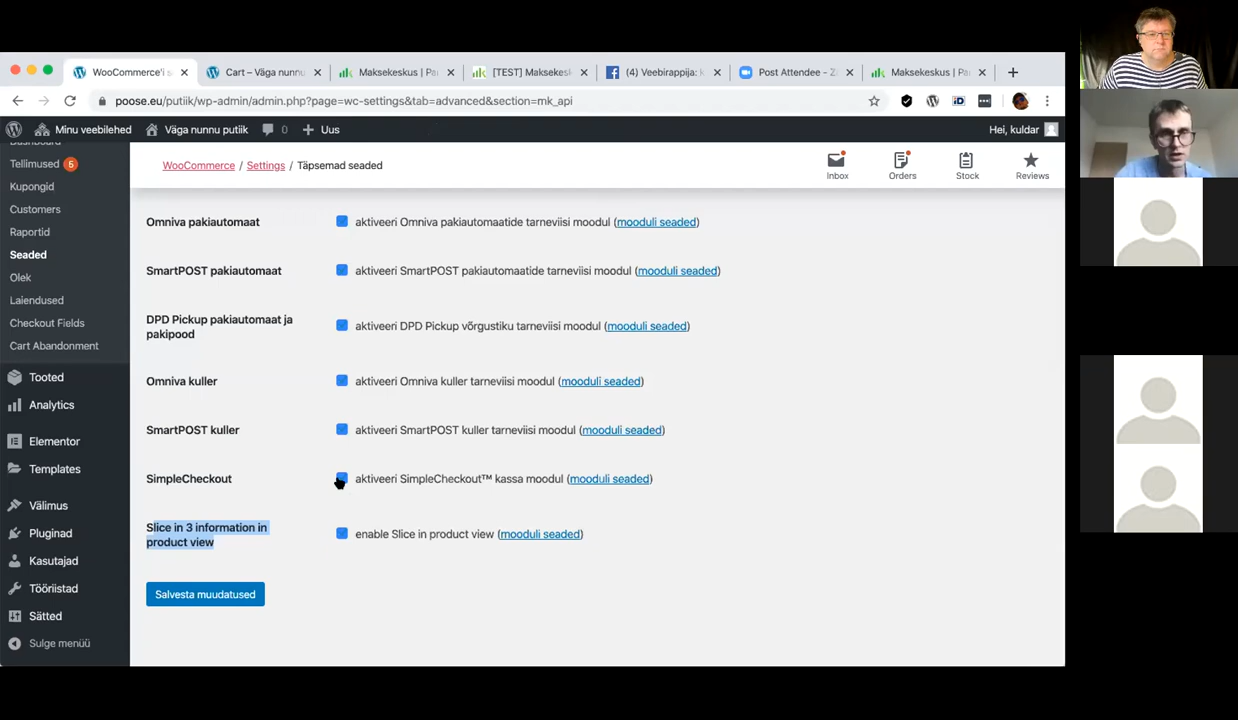 WooCommerce'i s
Cart – Väga nunnu
Maksekeskus | Pa
[TEST] Maksekes
(4) Veebirappija: k
Post Attendee - Z
Maksekeskus | Pa
poose.eu/putiik/wp-admin/admin.php?page=wc-settings&tab=advanced&section=mk_api
Minu veebilehed
Väga nunnu putiik
0
Uus
Hei, kuldar
Dashboard
Tellimused 5
Kupongid
Customers
Raportid
Seaded
Olek
Laiendused
Checkout Fields
Cart Abandonment
Tooted
Analytics
Elementor
Templates
Välimus
Pluginad
Kasutajad
Tööriistad
Sätted
Sulge menüü
WooCommerce / Settings / Täpsemad seaded
Inbox
Orders
Stock
Reviews
Omniva pakiautomaat
aktiveeri Omniva pakiautomaatide tarneviisi moodul (mooduli seaded)
SmartPOST pakiautomaat
aktiveeri SmartPOST pakiautomaatide tarneviisi moodul (mooduli seaded)
DPD Pickup pakiautomaat ja
pakipood
aktiveeri DPD Pickup võrgustiku tarneviisi moodul (mooduli seaded)
Omniva kuller
aktiveeri Omniva kuller tarneviisi moodul (mooduli seaded)
SmartPOST kuller
aktiveeri SmartPOST kuller tarneviisi moodul (mooduli seaded)
SimpleCheckout
aktiveeri SimpleCheckout™ kassa moodul (mooduli seaded)
Slice in 3 information in
product view
enable Slice in product view (mooduli seaded)
Salvesta muudatused